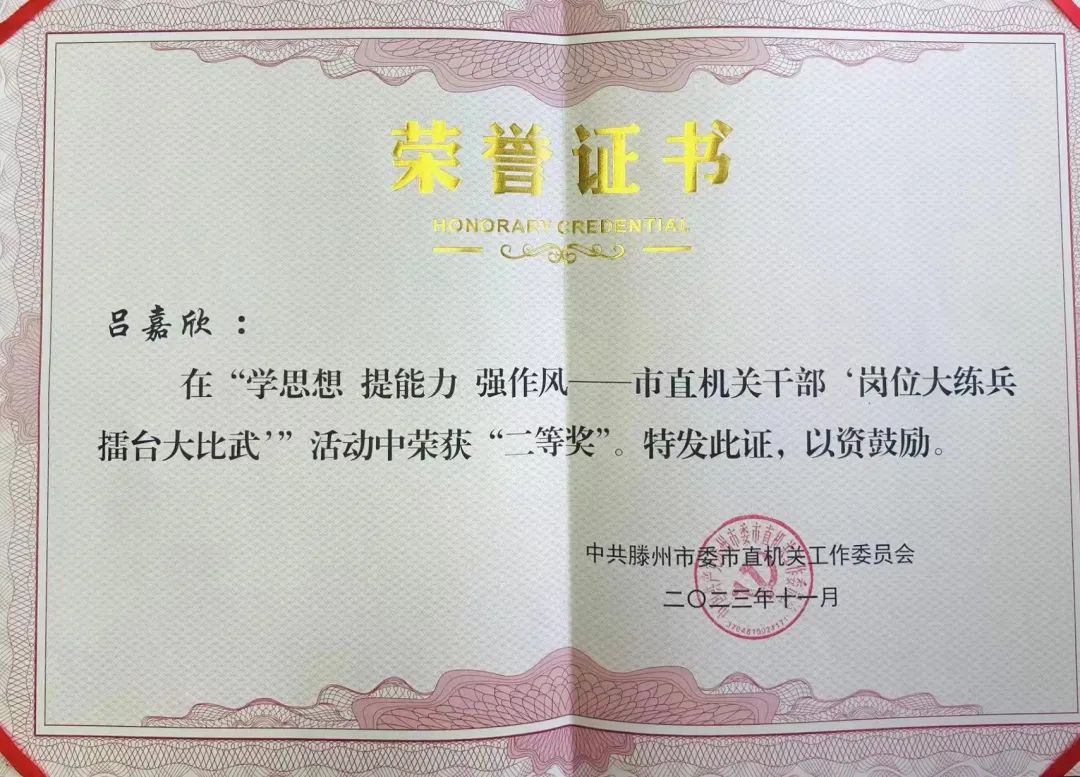 荣誉证书
HONORARY CREDENTIAL
吕嘉欣：
在“学思想 提能力 强作风——市直机关干部‘岗位大练兵
擂台大比武’”活动中荣获“二等奖”。特发此证，以资鼓励。
中共滕州市委市直机关工作委员会
二〇二三年十一月